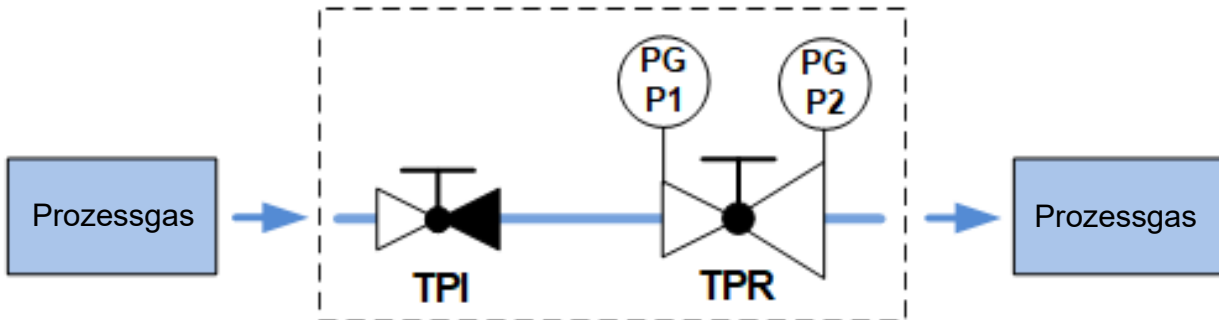 PG
P1
PG
P2
Prozessgas
Prozessgas
TPI
TPR